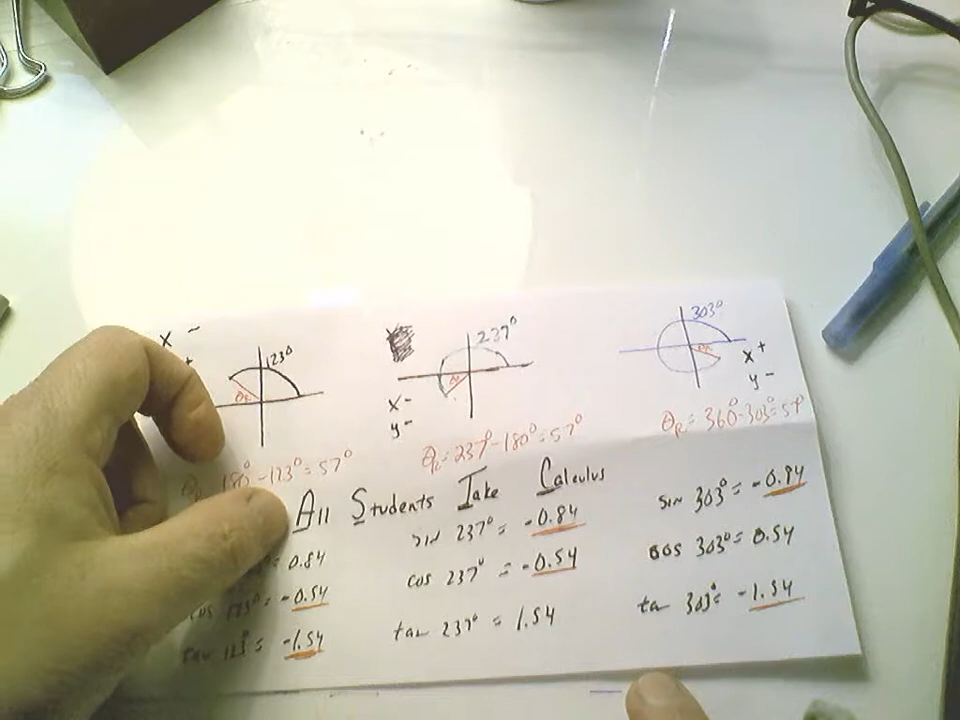 x -
+
123°
θR
θR 180°-123°=57°
237°
θR
x-
y-
θR=237°-180°=57°
303°
θR
x+
y-
θR=360°-303°=57°
All Students Take Calculus
= 0.84
cos 123° = -0.54
tan 123° = -1.54
sin 237° = -0.84
cos 237° = -0.54
tan 237° = 1.54
sin 303° = -0.84
cos 303° = 0.54
ta 303° = -1.54